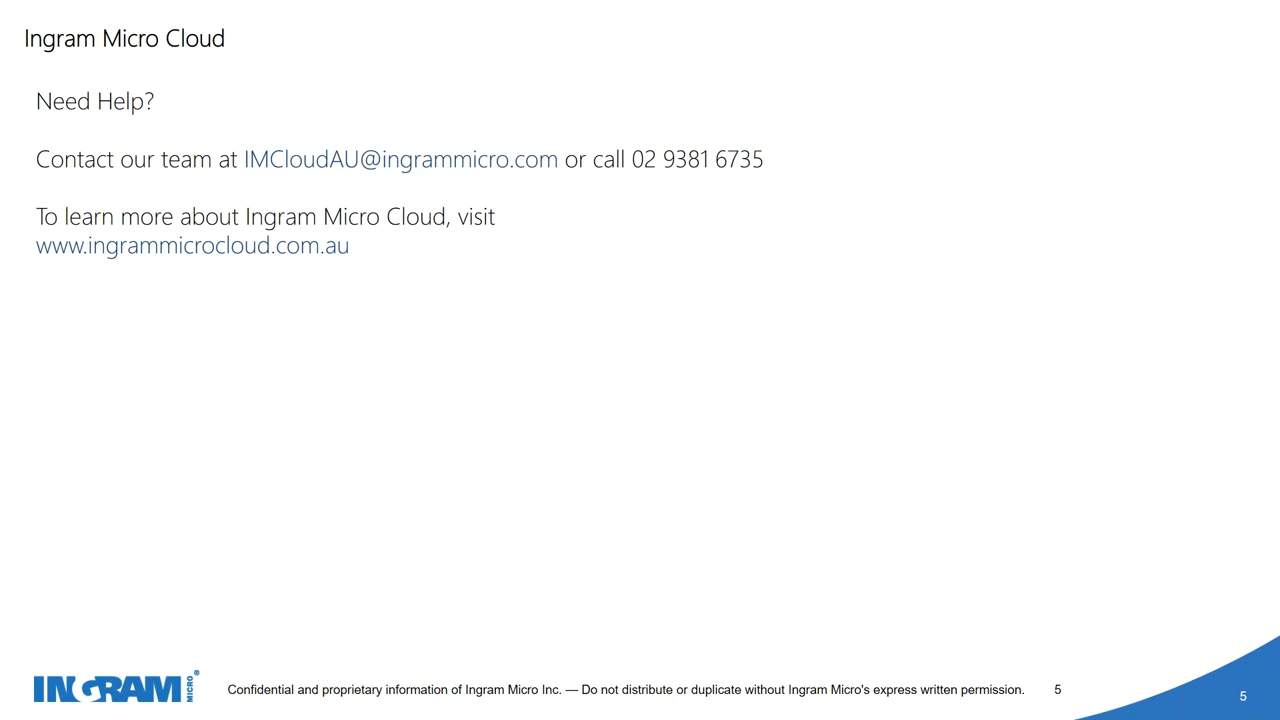 Ingram Micro Cloud
Need Help?
Contact our team at IMCloudAU@ingrammicro.com or call 02 9381 6735
To learn more about Ingram Micro Cloud, visit
www.ingrammicrocloud.com.au
INGRAM MICRO®
Confidential and proprietary information of Ingram Micro Inc. — Do not distribute or duplicate without Ingram Micro's express written permission.
5
5